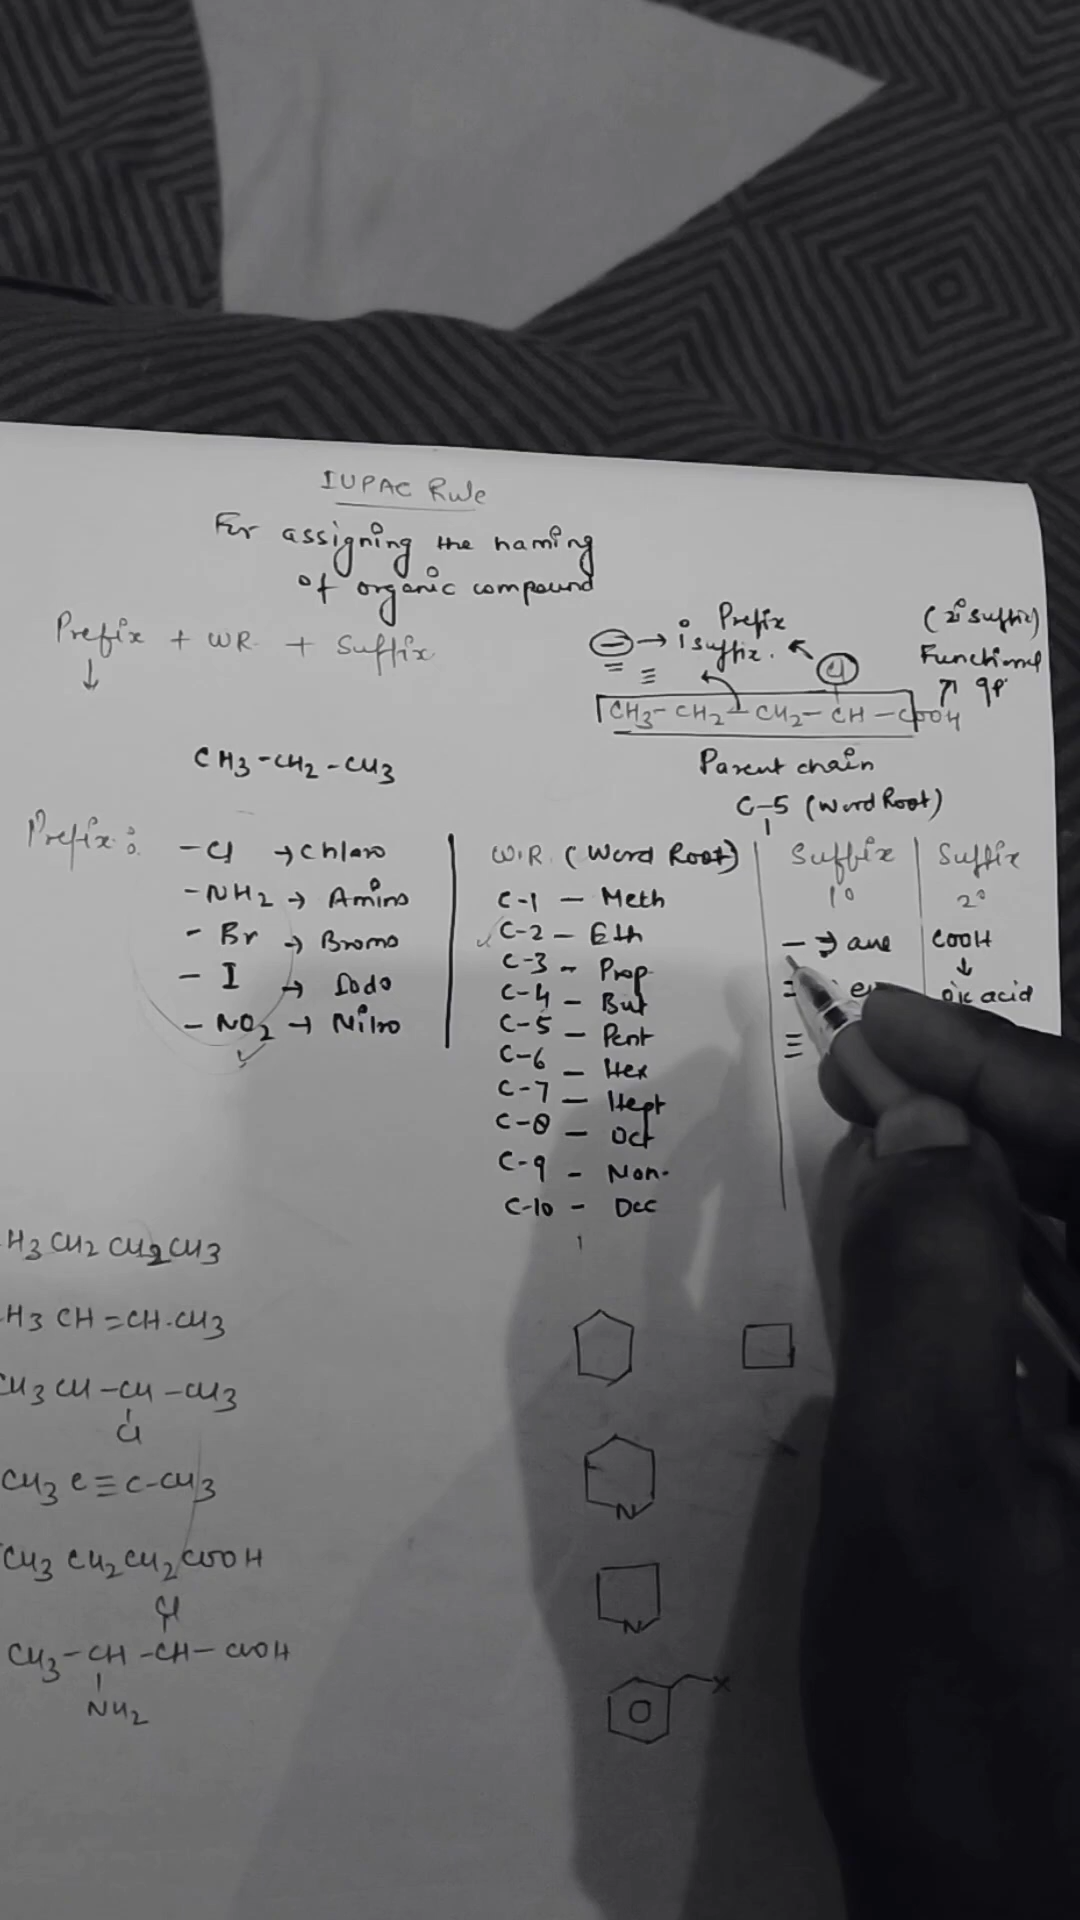 IUPAC Rule
For assigning the naming
of organic compound
Prefix + WR + Suffix
= → 1 suffix.
≡
Prefix
Cl
(2° suffix)
Functional
gp.
CH3 - CH2 - CH2 - CH - COOH
Parent chain
C-5 (Word Root)
CH3 - CH2 - CH3
Prefix:
- Cl → Chloro
- NH2 → Amino
- Br → Bromo
- I → Iodo
- NO2 → Nitro
W.R. (Word Root)
C-1 - Meth
C-2 - Eth
C-3 - Prop
C-4 - But
C-5 - Pent
C-6 - Hex
C-7 - Hept
C-8 - Oct
C-9 - Non-
C-10 - Dec
Suffix
1°
- → ane
=
≡
Suffix
2°
COOH
↓
oic acid
H3 CH2 CH2 CH3
H3 CH = CH. CH3
CH3 CH - CH - CH3
Cl
CH3 C ≡ C - CH3
CH3 CH2 CH2 COOH
Cl
CH3 - CH - CH - COOH
NH2
N
N
X